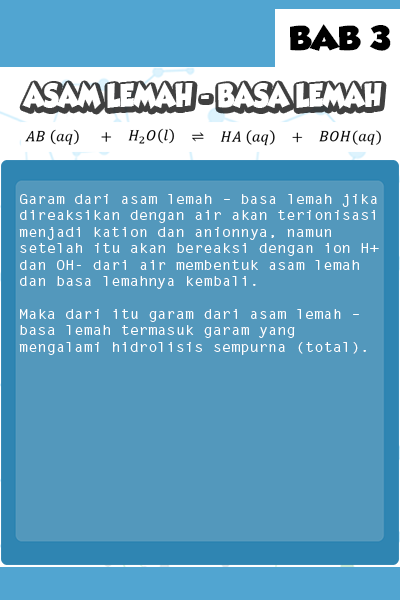 BAB 3
ASAM LEMAH - BASA LEMAH
AB (aq) + H₂O(l) ⇌ HA (aq) + BOH(aq)
Garam dari asam lemah - basa lemah jika
direaksikan dengan air akan terionisasi
menjadi kation dan anionnya, namun
setelah itu akan bereaksi dengan ion H+
dan OH- dari air membentuk asam lemah
dan basa lemahnya kembali.
Maka dari itu garam dari asam lemah -
basa lemah termasuk garam yang
mengalami hidrolisis sempurna (total).